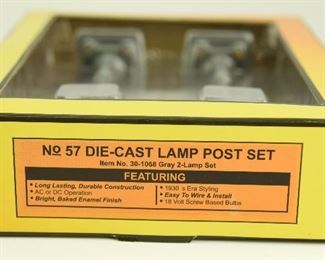 No 57 DIE-CAST LAMP POST SET
Item No. 30-1068 Gray 2-Lamp Set
FEATURING
• Long Lasting, Durable Construction
• AC or DC Operation
• Bright, Baked Enamel Finish
• 1930 s Era Styling
• Easy To Wire & Install
• 18 Volt Screw Based Bulbs